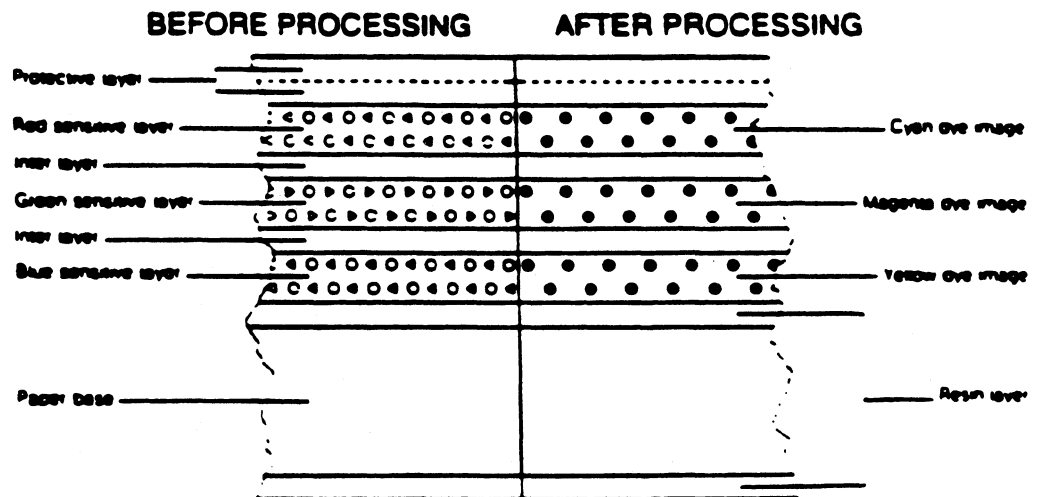 BEFORE PROCESSING
AFTER PROCESSING
Protective layer
Red sensitive layer
Cyan dye image
Inter layer
Green sensitive layer
Magenta dye image
Inter layer
Blue sensitive layer
Yellow dye image
Paper base
Resin layer